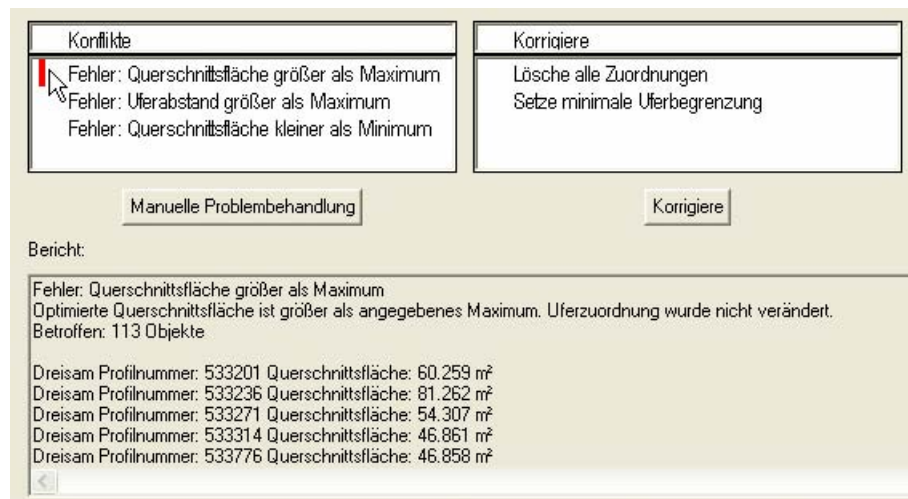 Konflikte
Fehler: Querschnittsfläche größer als Maximum
Fehler: Uferabstand größer als Maximum
Fehler: Querschnittsfläche kleiner als Minimum
Korrigiere
Lösche alle Zuordnungen
Setze minimale Uferbegrenzung
Manuelle Problembehandlung
Korrigiere
Bericht:
Fehler: Querschnittsfläche größer als Maximum
Optimierte Querschnittsfläche ist größer als angegebenes Maximum. Uferzuordnung wurde nicht verändert.
Betroffen: 113 Objekte
Dreisam Profilnummer: 533201 Querschnittsfläche: 60.259 m²
Dreisam Profilnummer: 533236 Querschnittsfläche: 81.262 m²
Dreisam Profilnummer: 533271 Querschnittsfläche: 54.307 m²
Dreisam Profilnummer: 533314 Querschnittsfläche: 46.861 m²
Dreisam Profilnummer: 533776 Querschnittsfläche: 46.858 m²